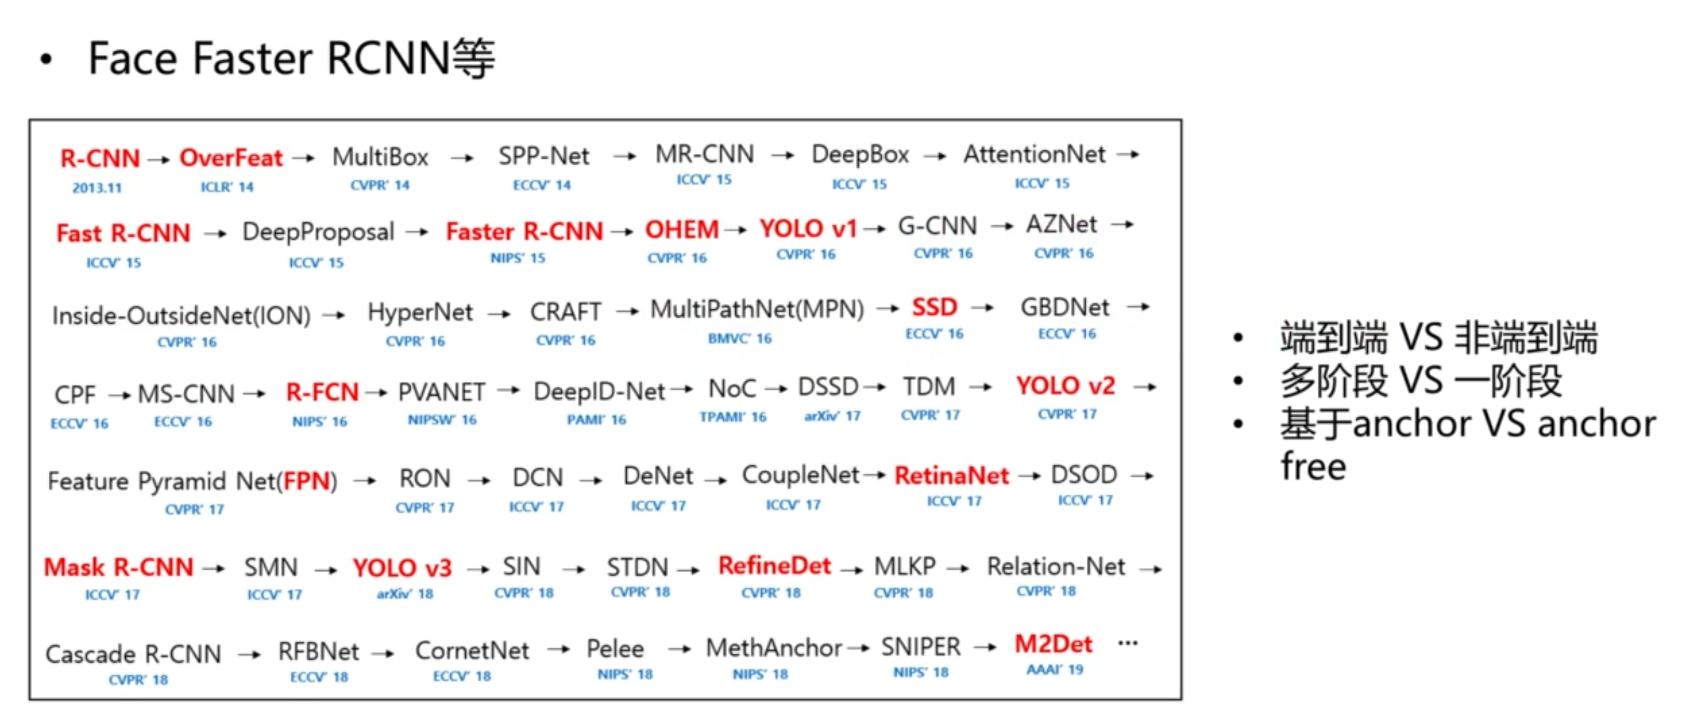 • Face Faster RCNN等
R-CNN → OverFeat → MultiBox → SPP-Net → MR-CNN → DeepBox → AttentionNet →
2013.11 ICLR' 14 CVPR' 14 ECCV' 14 ICCV' 15 ICCV' 15 ICCV' 15
Fast R-CNN → DeepProposal → Faster R-CNN → OHEM → YOLO v1 → G-CNN → AZNet →
ICCV' 15 ICCV' 15 NIPS' 15 CVPR' 16 CVPR' 16 CVPR' 16 CVPR' 16
Inside-OutsideNet(ION) → HyperNet → CRAFT → MultiPathNet(MPN) → SSD → GBDNet →
CVPR' 16 CVPR' 16 CVPR' 16 BMVC' 16 ECCV' 16 ECCV' 16
CPF → MS-CNN → R-FCN → PVANET → DeepID-Net → NoC → DSSD → TDM → YOLO v2 →
ECCV' 16 ECCV' 16 NIPS' 16 NIPSW' 16 PAMI' 16 TPAMI' 16 arXiv' 17 CVPR' 17 CVPR' 17
Feature Pyramid Net(FPN) → RON → DCN → DeNet → CoupleNet → RetinaNet → DSOD →
CVPR' 17 CVPR' 17 ICCV' 17 ICCV' 17 ICCV' 17 ICCV' 17 ICCV' 17
Mask R-CNN → SMN → YOLO v3 → SIN → STDN → RefineDet → MLKP → Relation-Net →
ICCV' 17 ICCV' 17 arXiv' 18 CVPR' 18 CVPR' 18 CVPR' 18 CVPR' 18 CVPR' 18
Cascade R-CNN → RFBNet → CornetNet → Pelee → MethAnchor → SNIPER → M2Det ···
CVPR' 18 ECCV' 18 ECCV' 18 NIPS' 18 NIPS' 18 NIPS' 18 AAAI' 19
• 端到端 VS 非端到端
• 多阶段 VS 一阶段
• 基于anchor VS anchor
free